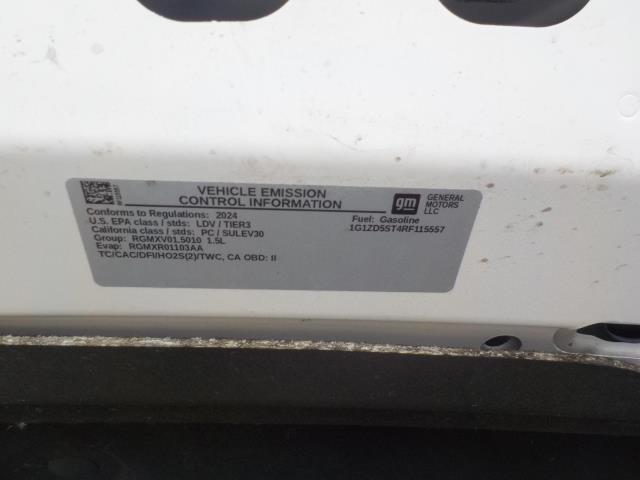 VEHICLE EMISSION
CONTROL INFORMATION
Conforms to Regulations: 2024
U.S. EPA class / stds: LDV / TIER3
California class / stds: PC / SULEV30
Group: RGMXV01.5010 1.5L
Evap: RGMXR01103AA
TC/CAC/DFI/HO2S(2)/TWC, CA OBD: II
gm
GENERAL
MOTORS
LLC
Fuel: Gasoline
1G1ZD5ST4RF115557